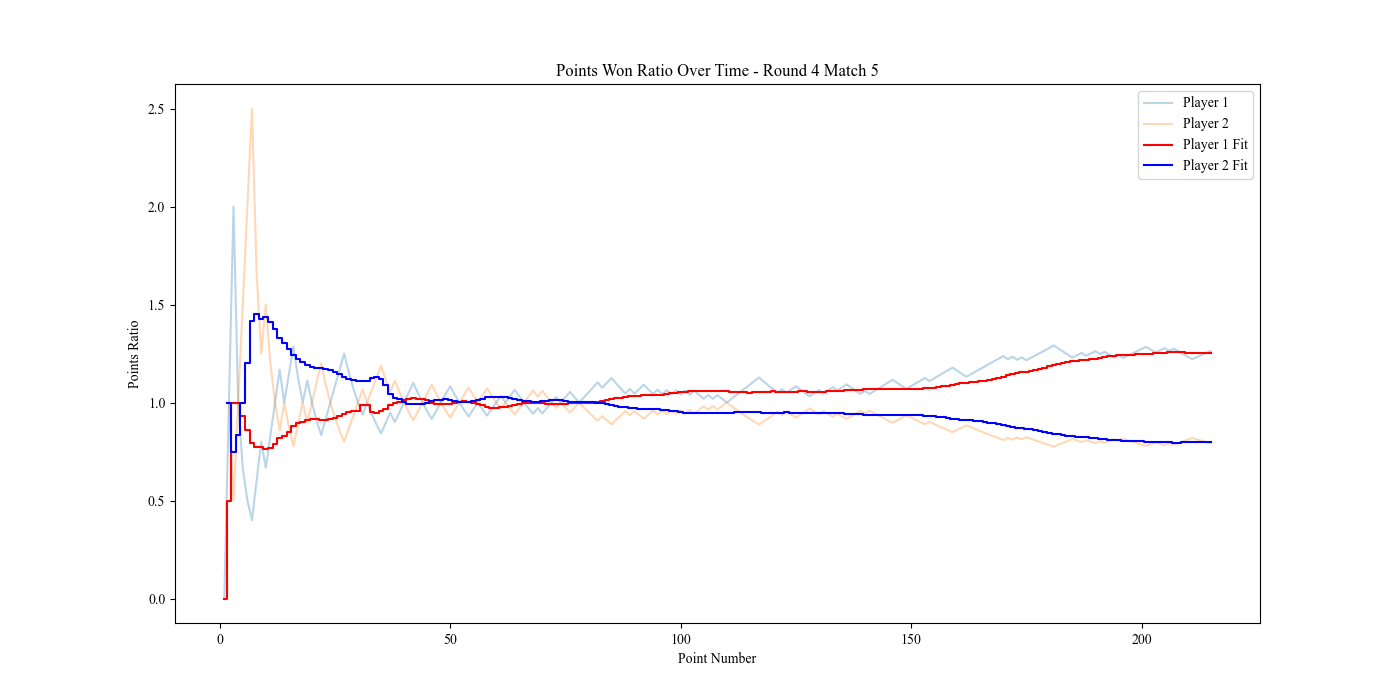 Points Won Ratio Over Time - Round 4 Match 5
Player 1
Player 2
Player 1 Fit
Player 2 Fit
Points Ratio
2.5
2.0
1.5
1.0
0.5
0.0
0 50 100 150 200
Point Number